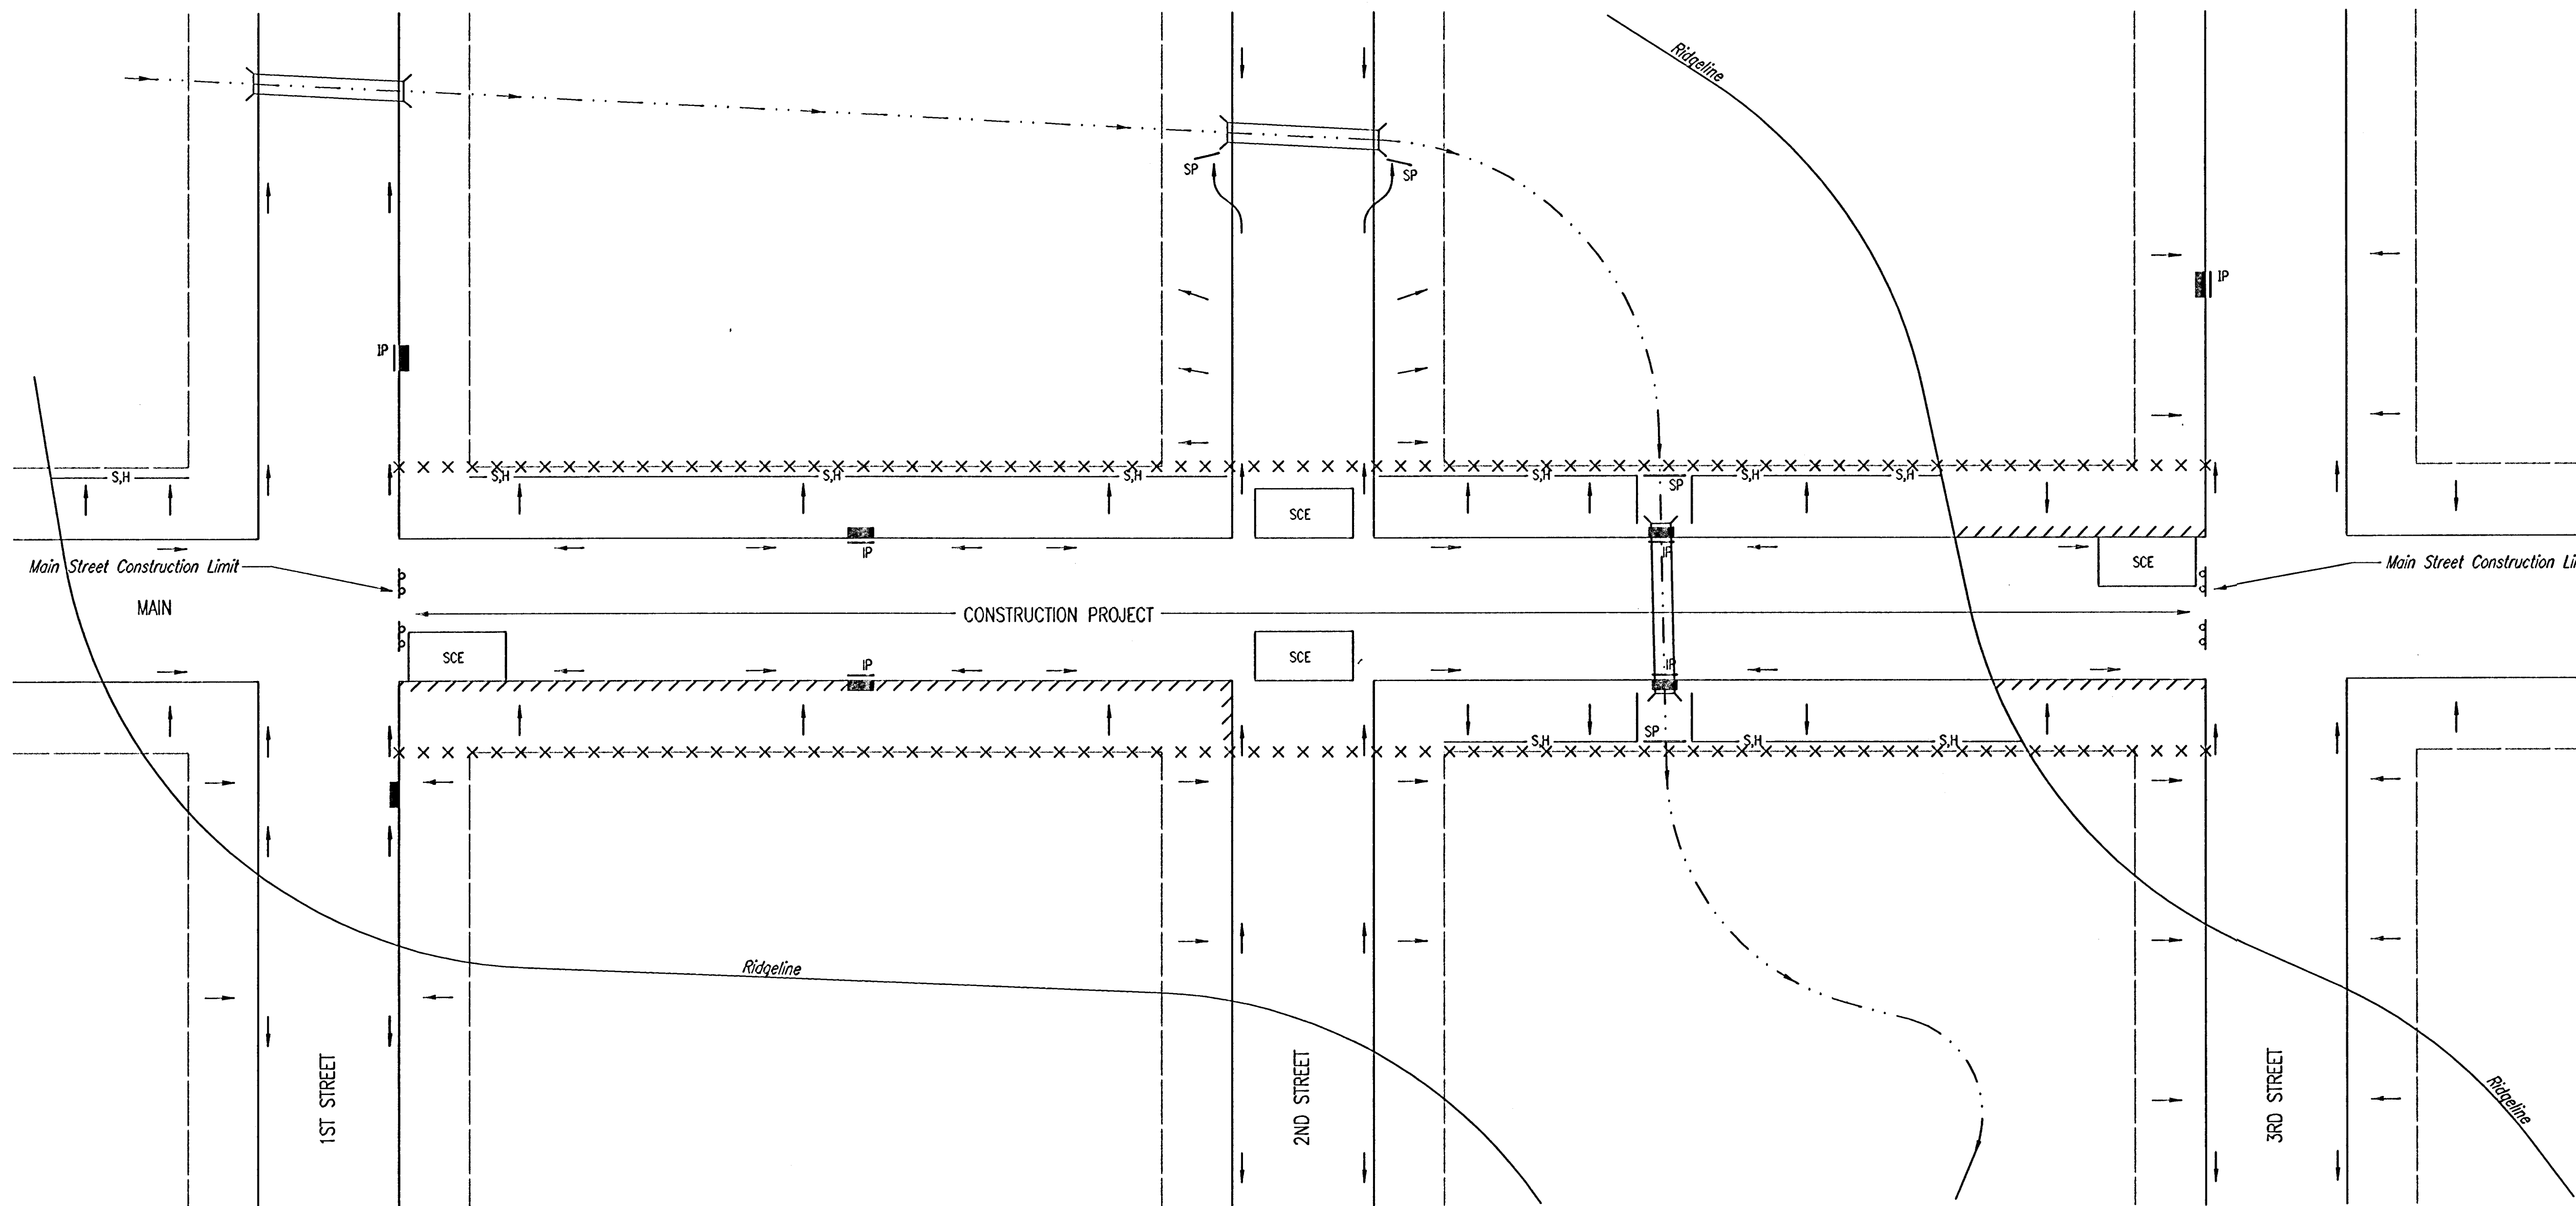 Ridgeline
SP
SP
IP
IP
S,H
S,H
S,H
S,H
S,H
SP
S,H
S,H
SCE
IP
IP
Main Street Construction Limit
SCE
Main Street Construction Li
MAIN
CONSTRUCTION PROJECT
SCE
SCE
IP
IP
S,H
SP
S,H
S,H
Ridgeline
1ST STREET
2ND STREET
3RD STREET
Ridgeline